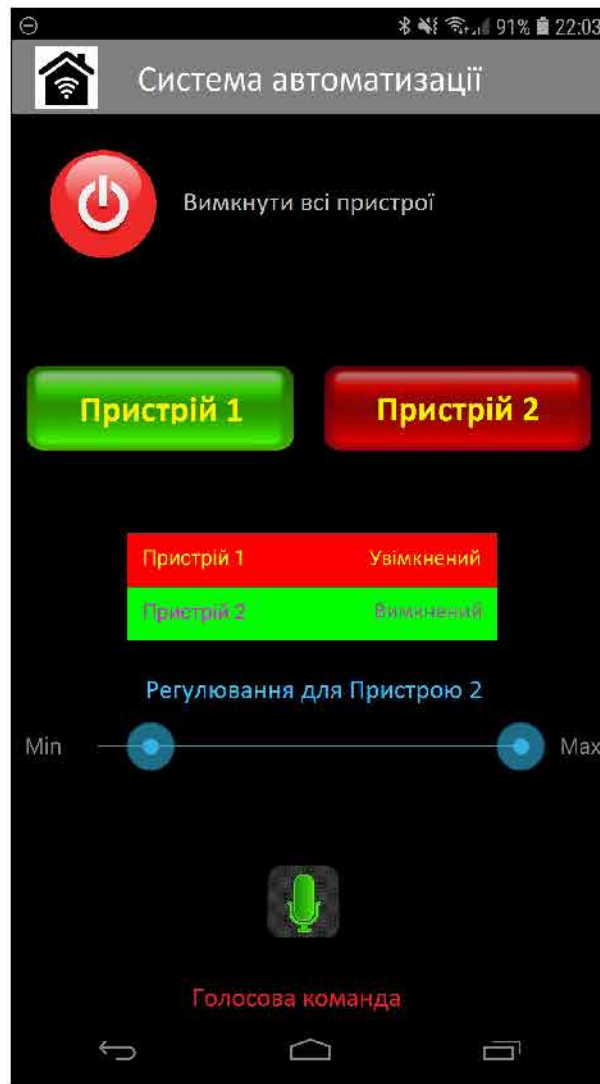 91% 22:03
Система автоматизації
Вимкнути всі пристрої
Пристрій 1 Пристрій 2
Пристрій 1 Увімкнений
Пристрій 2 Вимкнений
Регулювання для Пристрою 2
Min Max
Голосова команда